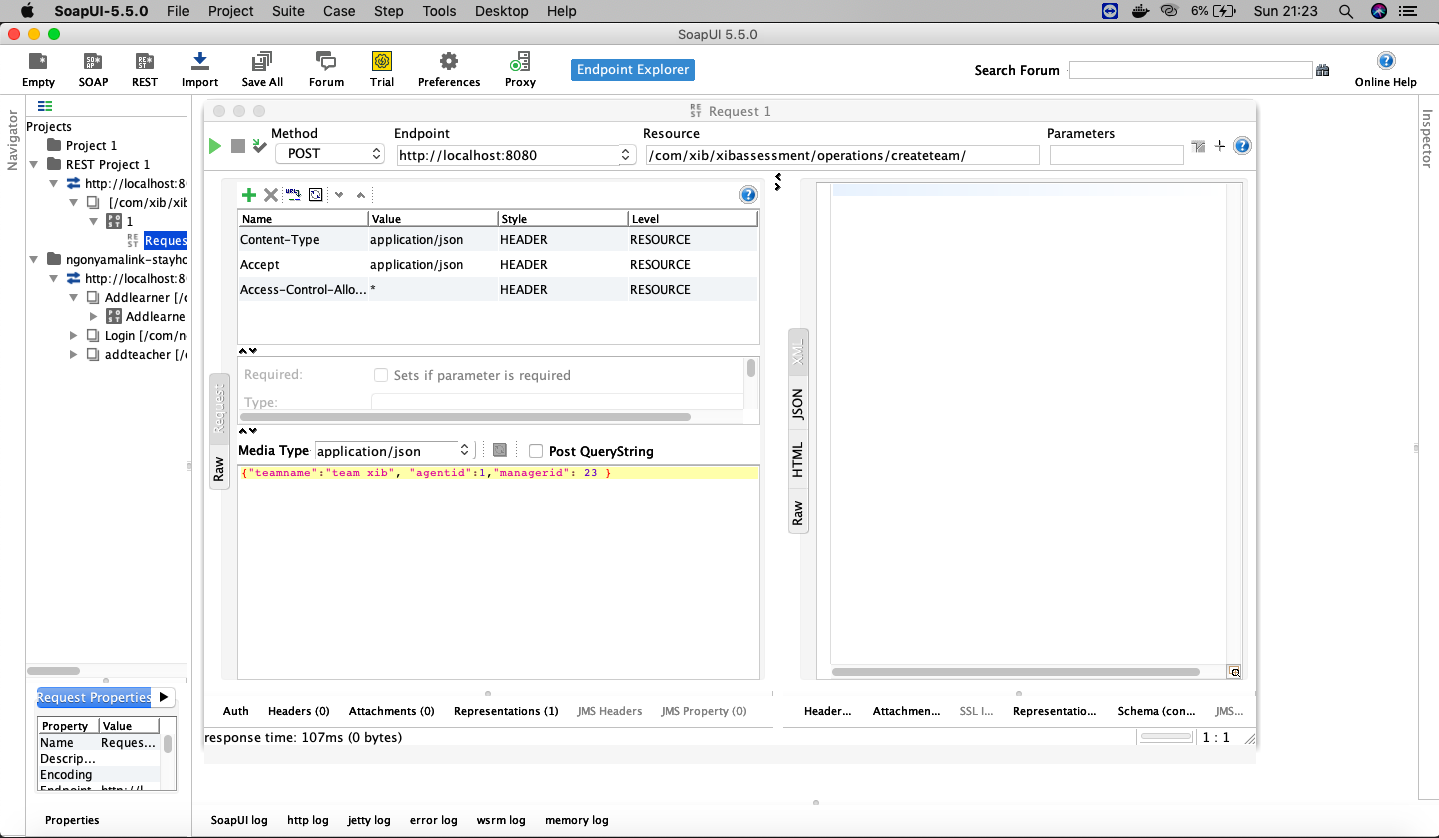 SoapUI-5.5.0 File Project Suite Case Step Tools Desktop Help 6% Sun 21:23
SoapUI 5.5.0
Empty SOAP REST Import Save All Forum Trial Preferences Proxy Endpoint Explorer Search Forum Online Help
Navigator
Projects
Project 1
REST Project 1
http://localhost:80
[/com/xib/xib
1
Reques
ngonyamalink-stayho
http://localhost:80
Addlearner [/c
Addlearne
Login [/com/n
addteacher [/c
Request Properties
Property Value
Name Reques...
Descrip...
Encoding
Endpoint http://l
Properties
Request 1
Method Endpoint Resource Parameters
POST http://localhost:8080 /com/xib/xibassessment/operations/createteam/
Name Value Style Level
Content-Type application/json HEADER RESOURCE
Accept application/json HEADER RESOURCE
Access-Control-Allo... * HEADER RESOURCE
Required: Sets if parameter is required
Type:
Request
Raw
Media Type application/json Post QueryString
{"teamname":"team xib", "agentid":1,"managerid": 23 }
XML
JSON
HTML
Raw
Auth Headers (0) Attachments (0) Representations (1) JMS Headers JMS Property (0)
Header... Attachmen... SSL I... Representatio... Schema (con... JMS...
response time: 107ms (0 bytes) 1 : 1
SoapUI log http log jetty log error log wsrm log memory log
Inspector